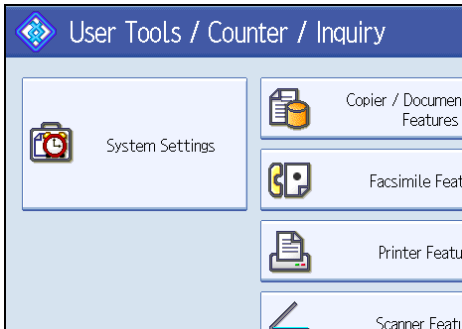 User Tools / Counter / Inquiry
System Settings
Copier / Documen
Features
Facsimile Feat
Printer Featu
Scanner Featu